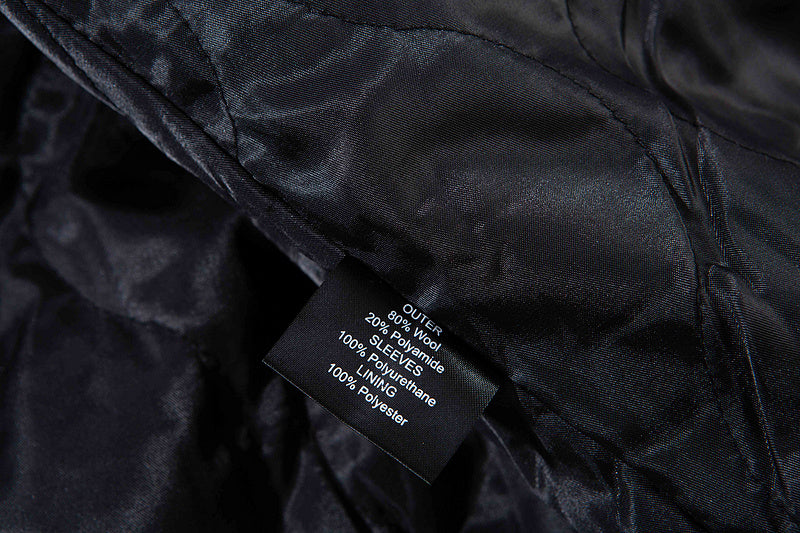 OUTER
80% Wool
20% Polyamide
SLEEVES
100% Polyurethane
LINING
100% Polyester